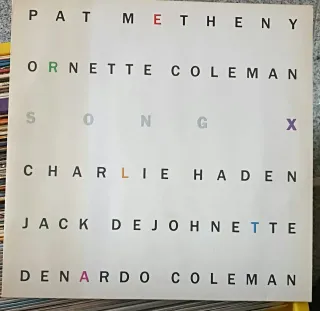 PAT METHENY
ORNETTE COLEMAN
SONG X
CHARLIE HADEN
JACK DEJOHNETTE
DENARDO COLEMAN